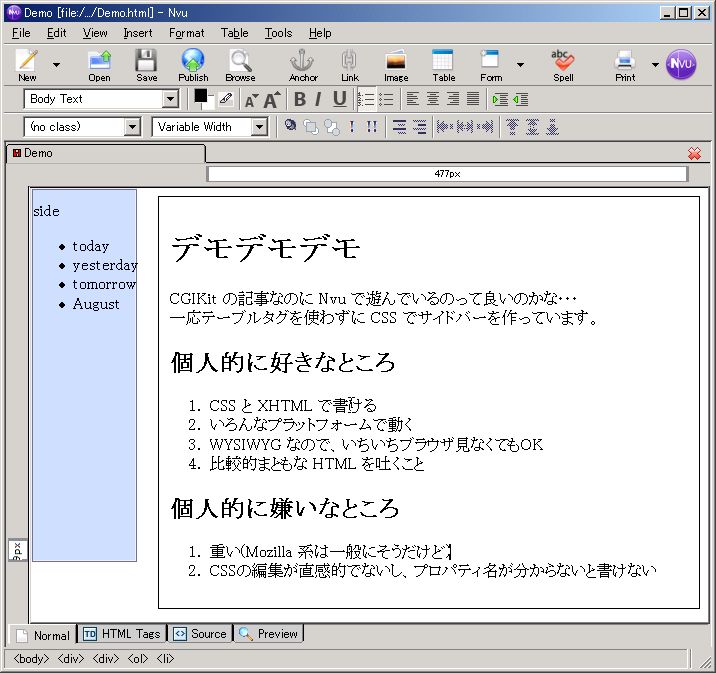 Demo [file:/.../Demo.html] - Nvu
File Edit View Insert Format Table Tools Help
New Open Save Publish Browse Anchor Link Image Table Form Spell Print NVU
Body Text
(no class) Variable Width
Demo
477px
side
today
yesterday
tomorrow
August
デモデモデモ
CGIKit の記事なのに Nvu で遊んでいるのって良いのかな・・・
一応テーブルタグを使わずに CSS でサイドバーを作っています。
個人的に好きなところ
1. CSS と XHTML で書ける
2. いろんなプラットフォームで動く
3. WYSIWYG なので、いちいちブラウザ見なくてもOK
4. 比較的まともな HTML を吐くこと
個人的に嫌いなところ
1. 重い(Mozilla 系は一般にそうだけど)
2. CSSの編集が直感的でないし、プロパティ名が分からないと書けない
Normal HTML Tags Source Preview
<body> <div> <div> <ol> <li>